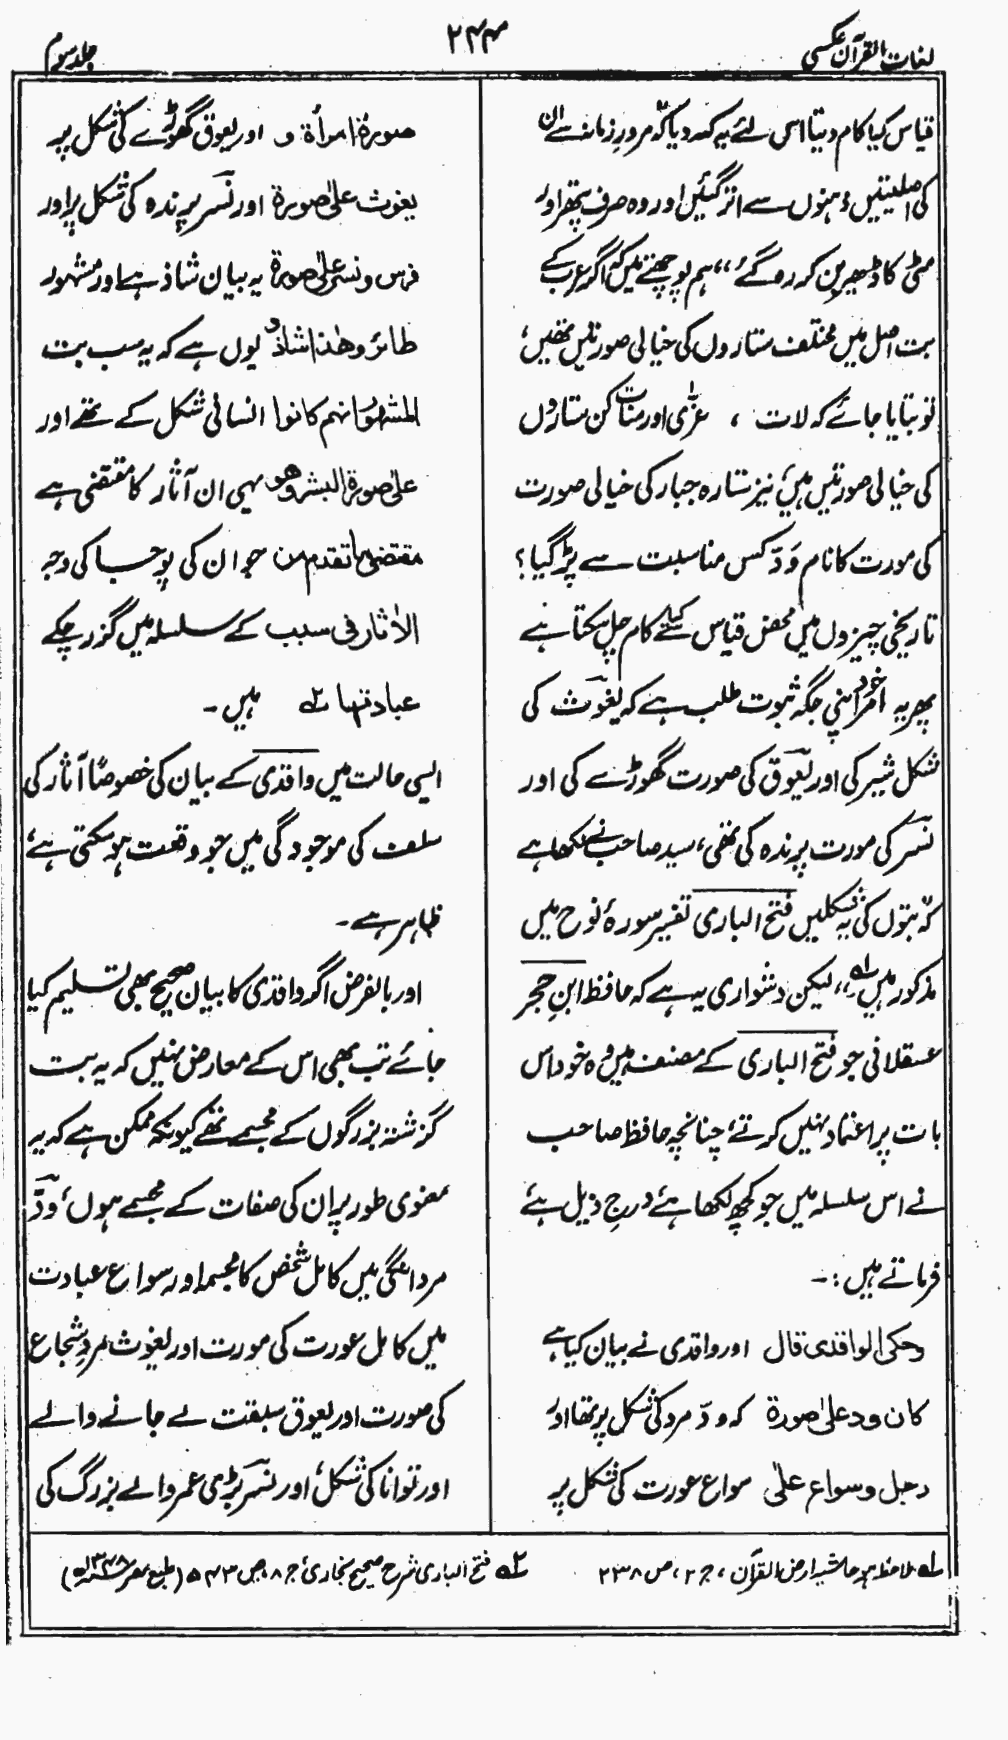 لغات القرآن عکسی
۲۴۴
جلد سوم
قیاس کیا کام دیتا اسی لئے یہ کہہ دیا کہ مرورِ زمانہ سے ان
کی اصلیتیں ذہنوں سے اتر گئیں اور وہ صرف پتھر اور
مٹی کا ڈھیر بن کر رہ گئے‘‘ ہم پوچھتے ہیں کہ اگر عرب کے
بت اصل میں مختلف ستاروں کی خیالی صورتیں تھیں،
تو بتایا جائے کہ لات ، عزّٰی اور منات کن ستاروں
کی خیالی صورتیں ہیں، نیز ستارہ جبار کی خیالی صورت
کی مورت کا نام وَدّ کس مناسبت سے پڑ گیا؟
تاریخی چیزوں میں محض قیاس سے کیسے کام چل سکتا ہے
پھر یہ امر خود اپنی جگہ ثبوت طلب ہے کہ یغوث کی
شکل شیر کی اور یعوق کی صورت گھوڑے کی اور
نسر کی مورت پرندہ کی تھی، سید صاحب نے لکھا ہے
کہ ’’بتوں کی یہ شکلیں فتح الباری تفسیر سورۂ نوح میں
مذکور ہیں لہ‘‘، لیکن دشواری یہ ہے کہ حافظ ابنِ حجر
عسقلانی جو فتح الباری کے مصنف ہیں وہ خود اس
بات پر اعتماد نہیں کرتے، چنانچہ حافظ صاحب
نے اس سلسلہ میں جو کچھ لکھا ہے درجِ ذیل ہے
فرماتے ہیں :۔
وحکی الواقدی قال اور واقدی نے بیان کیا ہے
کان ود علیٰ صورۃ کہ ودّ مرد کی شکل پر تھا اور
رجل وسواع علیٰ سواع عورت کی شکل پر
صورۃ امرأۃ و اور یعوق گھوڑے کی شکل پر
یغوث علیٰ صورۃ اور نسر پرندہ کی شکل پر اور
فرس ونسر علیٰ صورۃ یہ بیان شاذ ہے اور مشہور
طائر وھٰذا شاذ و یوں ہے کہ یہ سب بت
المشہور انہم کانوا انسانی شکل کے تھے اور
علیٰ صورۃ البشر وھو یہی ان آثار کا مقتضی ہے
مقتضیٰ ما تقدم من جو ان کی پوجا کی وجہ
الاٰثار فی سبب کے سلسلہ میں گزر چکے
عبادتہا ۲ہ ہیں۔
ایسی حالت میں واقدی کے بیان کی خصوصًا آثار کی
سلف کی موجودگی میں جو وقعت ہو سکتی ہے،
ظاہر ہے۔
اور بالفرض اگر واقدی کا بیان صحیح بھی تسلیم کیا
جائے تب بھی اس کے معارض نہیں کہ یہ بت
گزشتہ بزرگوں کے مجسمے تھے کیونکہ ممکن ہے کہ یہ
معنوی طور پر ان کی صفات کے مجسمے ہوں، ودّ
مردانگی میں کامل شخص کا مجسمہ اور سواع عبادت
میں کامل عورت کی مورت اور یغوث مردِ شجاع
کی صورت اور یعوق سبقت لے جانے والے
اور توانا کی شکل، اور نسر بڑی عمر والے بزرگ کی
۱ہ ملاحظہ ہو حاشیہ ارض القرآن ، ج ۲، ص ۲۳۸
۲ہ فتح الباری شرح صحیح بخاری، ج ۸، ص ۵۴۳ (طبع مصر ۱۳۴۸ھ)